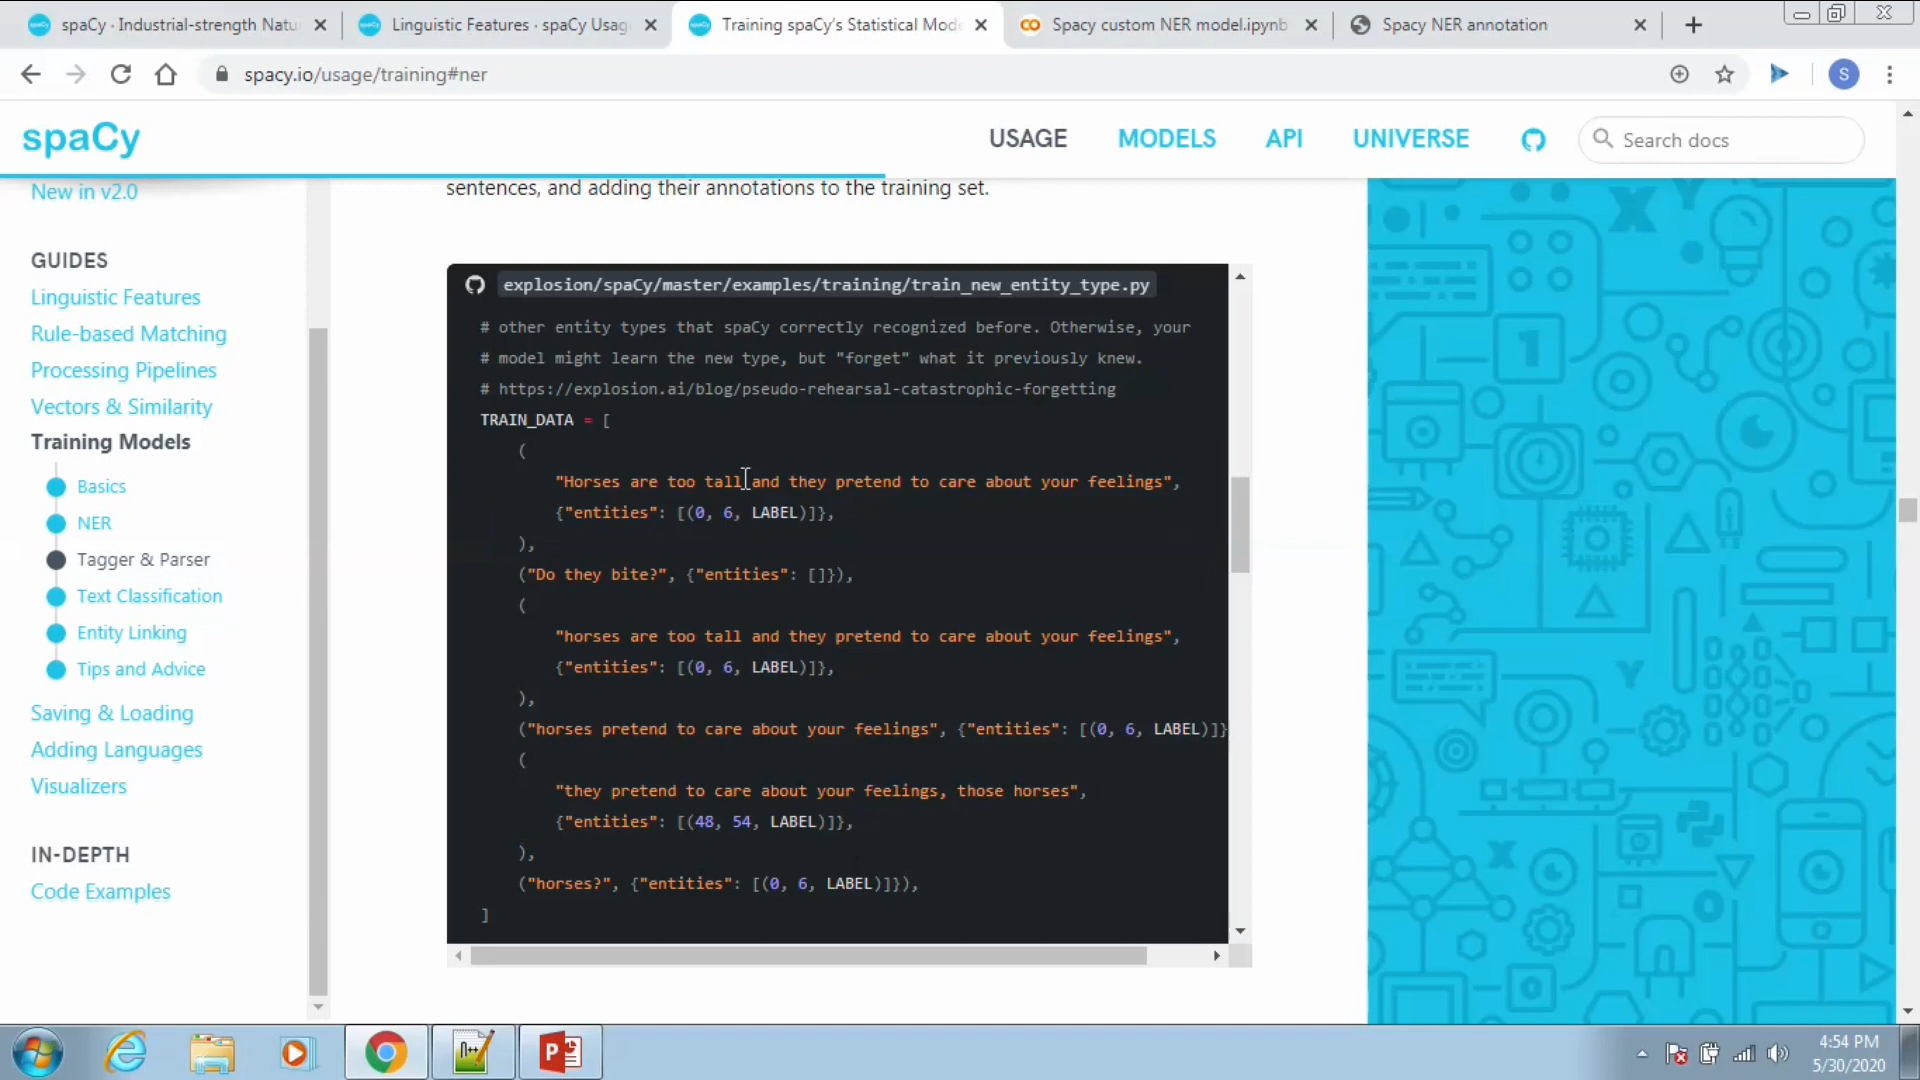 spaCy · Industrial-strength Natu
Linguistic Features · spaCy Usag
Training spaCy's Statistical Mode
Spacy custom NER model.ipynb
Spacy NER annotation
spacy.io/usage/training#ner
S
spaCy
USAGE
MODELS
API
UNIVERSE
Search docs
New in v2.0
GUIDES
Linguistic Features
Rule-based Matching
Processing Pipelines
Vectors & Similarity
Training Models
Basics
NER
Tagger & Parser
Text Classification
Entity Linking
Tips and Advice
Saving & Loading
Adding Languages
Visualizers
IN-DEPTH
Code Examples
sentences, and adding their annotations to the training set.
explosion/spaCy/master/examples/training/train_new_entity_type.py
# other entity types that spaCy correctly recognized before. Otherwise, your
# model might learn the new type, but "forget" what it previously knew.
# https://explosion.ai/blog/pseudo-rehearsal-catastrophic-forgetting
TRAIN_DATA = [
(
"Horses are too tall and they pretend to care about your feelings",
{"entities": [(0, 6, LABEL)]},
),
("Do they bite?", {"entities": []}),
(
"horses are too tall and they pretend to care about your feelings",
{"entities": [(0, 6, LABEL)]},
),
("horses pretend to care about your feelings", {"entities": [(0, 6, LABEL)]}
(
"they pretend to care about your feelings, those horses",
{"entities": [(48, 54, LABEL)]},
),
("horses?", {"entities": [(0, 6, LABEL)]}),
]
4:54 PM
5/30/2020